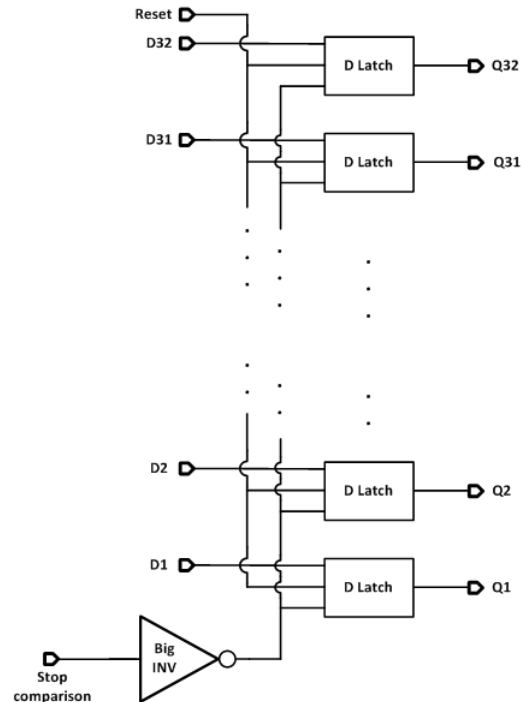 Reset
D32
D Latch
Q32
D31
D Latch
Q31
D2
D Latch
Q2
D1
D Latch
Q1
Big
INV
Stop
comparison